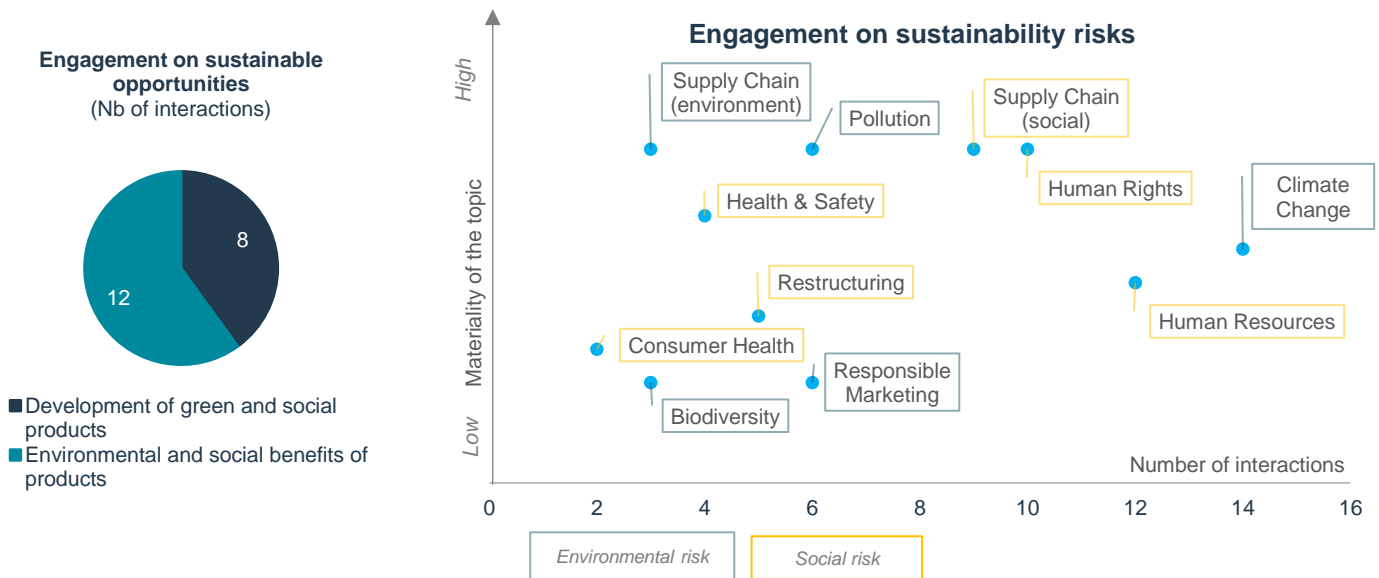 Engagement on sustainable
opportunities
(Nb of interactions)
8
12
Development of green and social
products
Environmental and social benefits of
products
Engagement on sustainability risks
High
Materiality of the topic
Low
Supply Chain
(environment)
Pollution
Supply Chain
(social)
Human Rights
Climate
Change
Health & Safety
Restructuring
Human Resources
Consumer Health
Responsible
Marketing
Biodiversity
Number of interactions
0 2 4 6 8 10 12 14 16
Environmental risk
Social risk